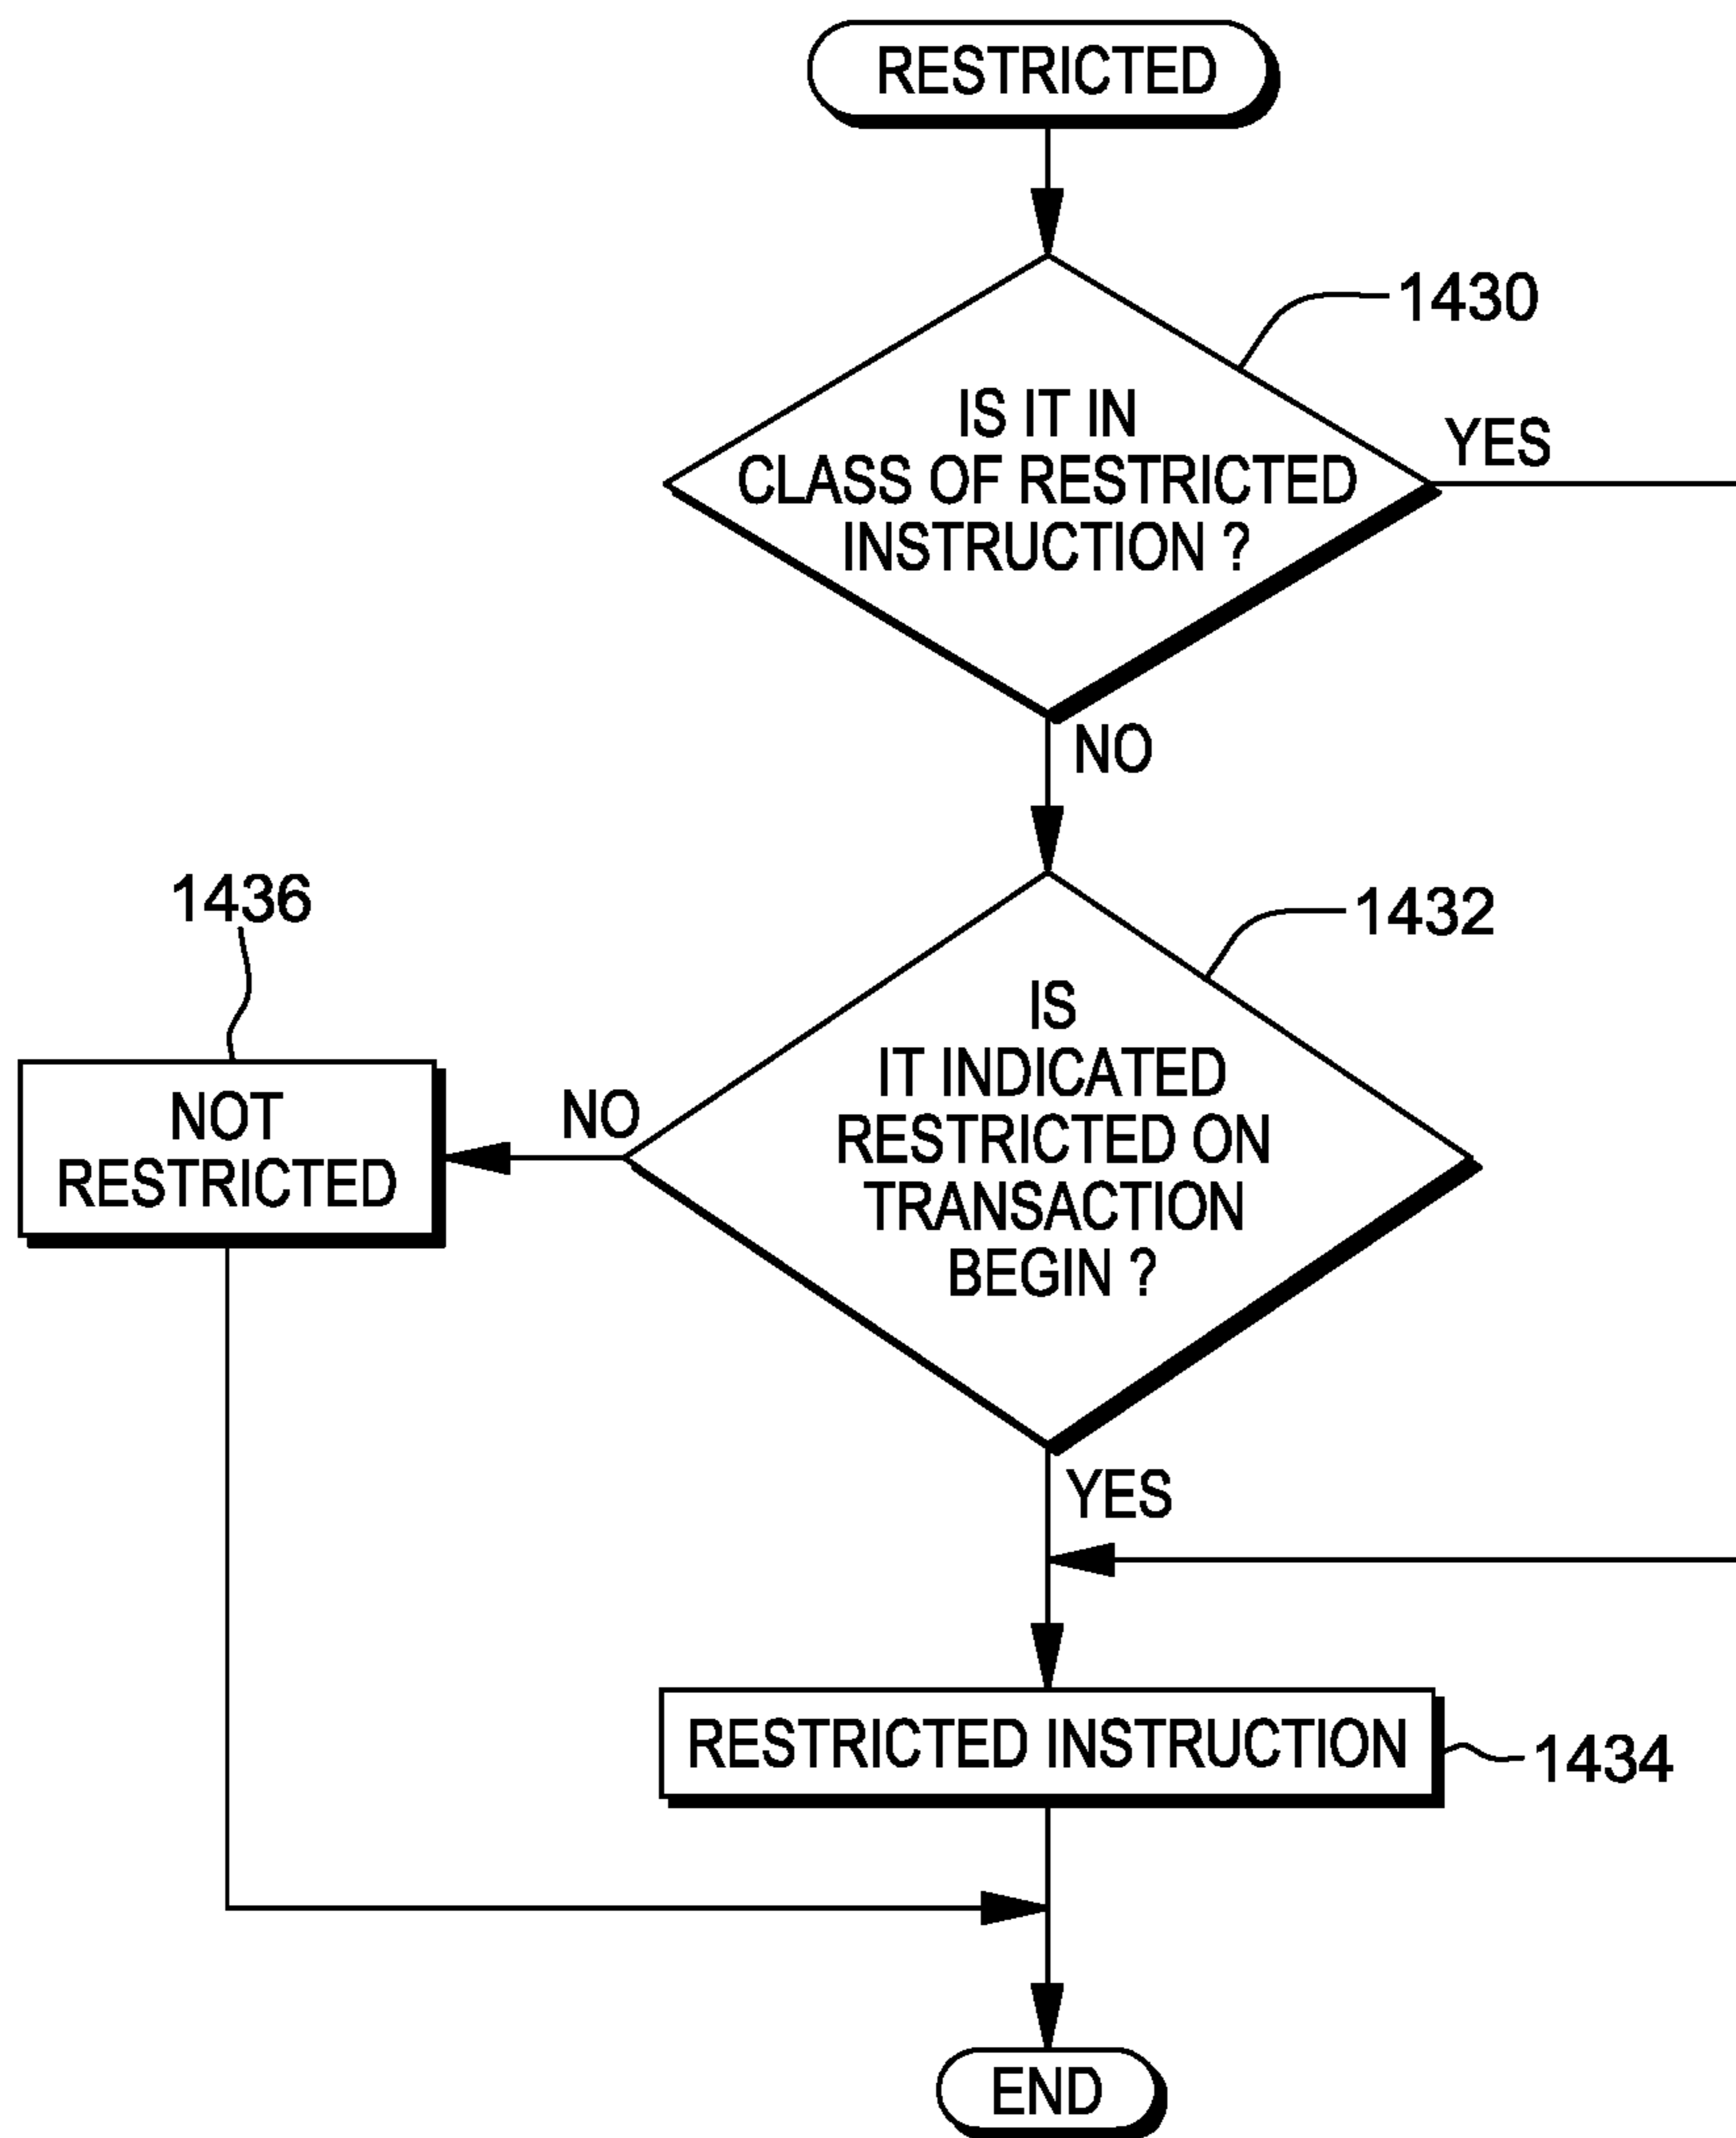 RESTRICTED
1430
IS IT IN
CLASS OF RESTRICTED
INSTRUCTION ?
YES
NO
1436
1432
IS
IT INDICATED
RESTRICTED ON
TRANSACTION
BEGIN ?
NO
NOT
RESTRICTED
YES
RESTRICTED INSTRUCTION
1434
END